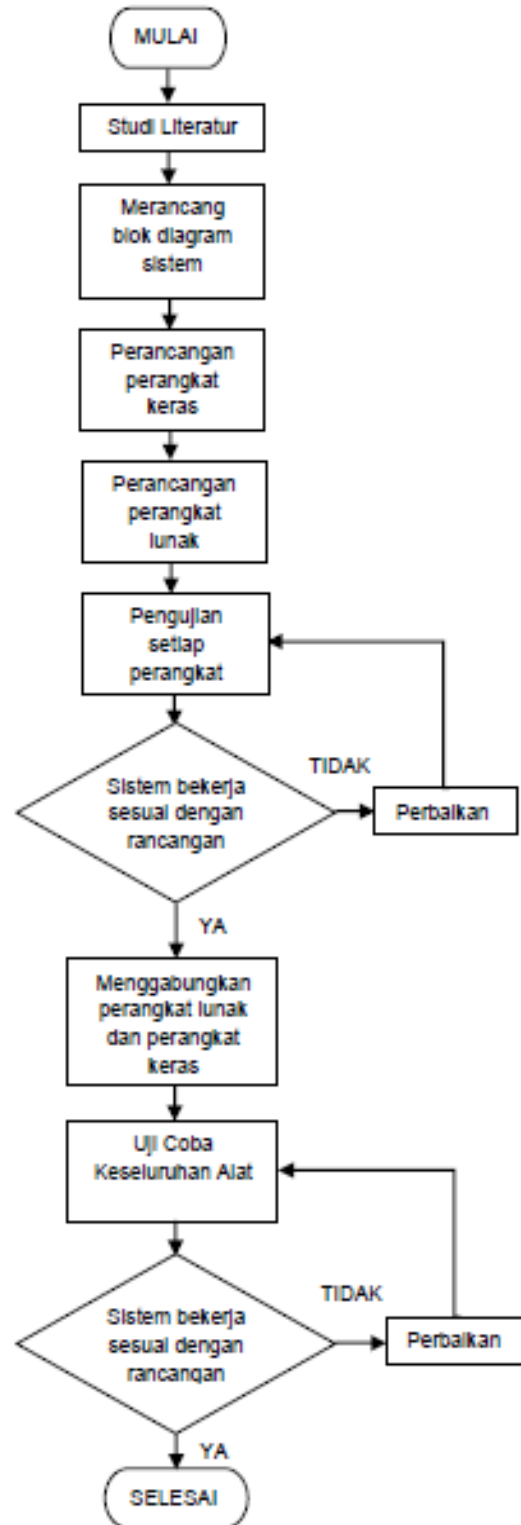 MULAI
Studi Literatur
Merancang
blok diagram
sistem
Perancangan
perangkat
keras
Perancangan
perangkat
lunak
Pengujian
setiap
perangkat
TIDAK
Sistem bekerja
sesuai dengan
rancangan
Perbaikan
YA
Menggabungkan
perangkat lunak
dan perangkat
keras
Uji Coba
Keseluruhan Alat
TIDAK
Sistem bekerja
sesuai dengan
rancangan
Perbaikan
YA
SELESAI